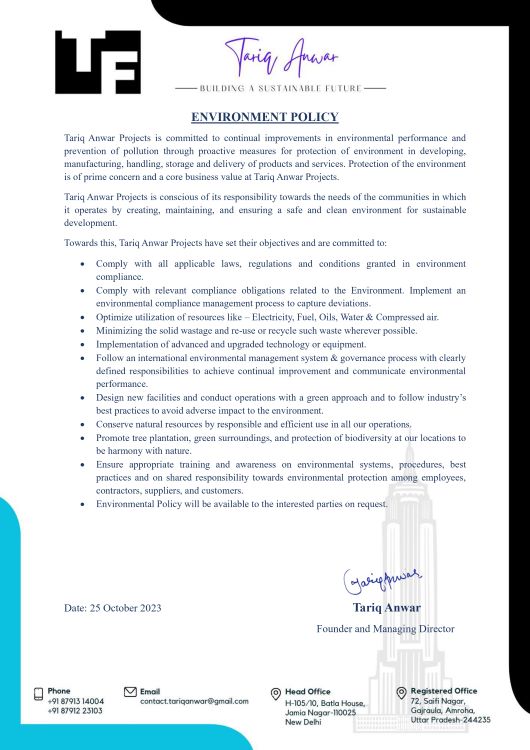 TF
Tariq Anwar
BUILDING A SUSTAINABLE FUTURE
ENVIRONMENT POLICY
Tariq Anwar Projects is committed to continual improvements in environmental performance and
prevention of pollution through proactive measures for protection of environment in developing,
manufacturing, handling, storage and delivery of products and services. Protection of the environment
is of prime concern and a core business value at Tariq Anwar Projects.
Tariq Anwar Projects is conscious of its responsibility towards the needs of the communities in which
it operates by creating, maintaining, and ensuring a safe and clean environment for sustainable
development.
Towards this, Tariq Anwar Projects have set their objectives and are committed to:
• Comply with all applicable laws, regulations and conditions granted in environment
compliance.
• Comply with relevant compliance obligations related to the Environment. Implement an
environmental compliance management process to capture deviations.
• Optimize utilization of resources like – Electricity, Fuel, Oils, Water & Compressed air.
• Minimizing the solid wastage and re-use or recycle such waste wherever possible.
• Implementation of advanced and upgraded technology or equipment.
• Follow an international environmental management system & governance process with clearly
defined responsibilities to achieve continual improvement and communicate environmental
performance.
• Design new facilities and conduct operations with a green approach and to follow industry's
best practices to avoid adverse impact to the environment.
• Conserve natural resources by responsible and efficient use in all our operations.
• Promote tree plantation, green surroundings, and protection of biodiversity at our locations to
be harmony with nature.
• Ensure appropriate training and awareness on environmental systems, procedures, best
practices and on shared responsibility towards environmental protection among employees,
contractors, suppliers, and customers.
• Environmental Policy will be available to the interested parties on request.
TariqAnwar
Date: 25 October 2023
Tariq Anwar
Founder and Managing Director
Phone
+91 87913 14004
+91 87912 23103
Email
contact.tariqanwar@gmail.com
Head Office
H-105/10, Batla House,
Jamia Nagar-110025
New Delhi
Registered Office
72, Saifi Nagar,
Gajraula, Amroha,
Uttar Pradesh-244235